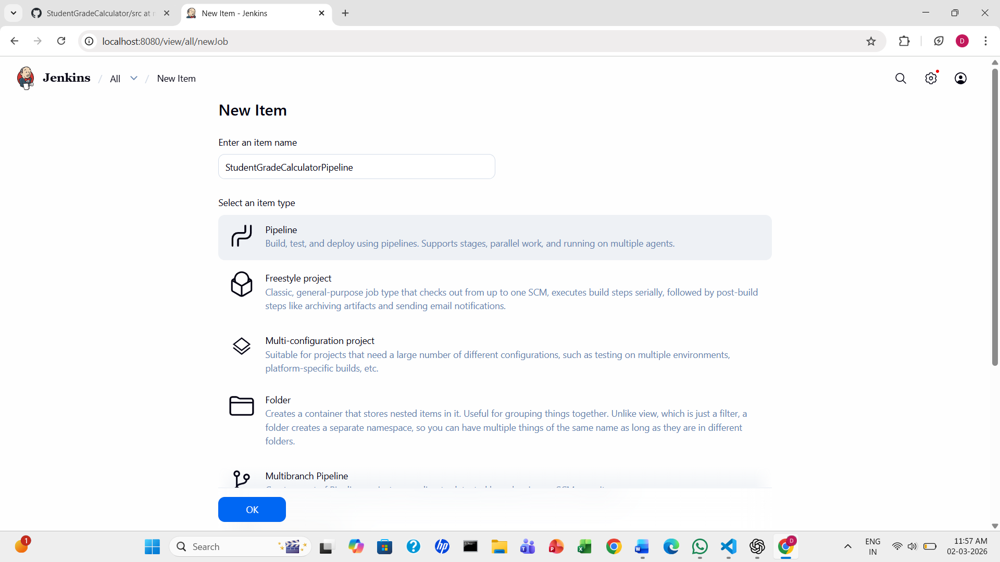 StudentGradeCalculator/src at
New Item - Jenkins
localhost:8080/view/all/newJob
D
Jenkins / All / New Item
New Item
Enter an item name
StudentGradeCalculatorPipeline
Select an item type
Pipeline
Build, test, and deploy using pipelines. Supports stages, parallel work, and running on multiple agents.
Freestyle project
Classic, general-purpose job type that checks out from up to one SCM, executes build steps serially, followed by post-build
steps like archiving artifacts and sending email notifications.
Multi-configuration project
Suitable for projects that need a large number of different configurations, such as testing on multiple environments,
platform-specific builds, etc.
Folder
Creates a container that stores nested items in it. Useful for grouping things together. Unlike view, which is just a filter, a
folder creates a separate namespace, so you can have multiple things of the same name as long as they are in different
folders.
Multibranch Pipeline
OK
1
Search
D
ENG
IN
11:57 AM
02-03-2026